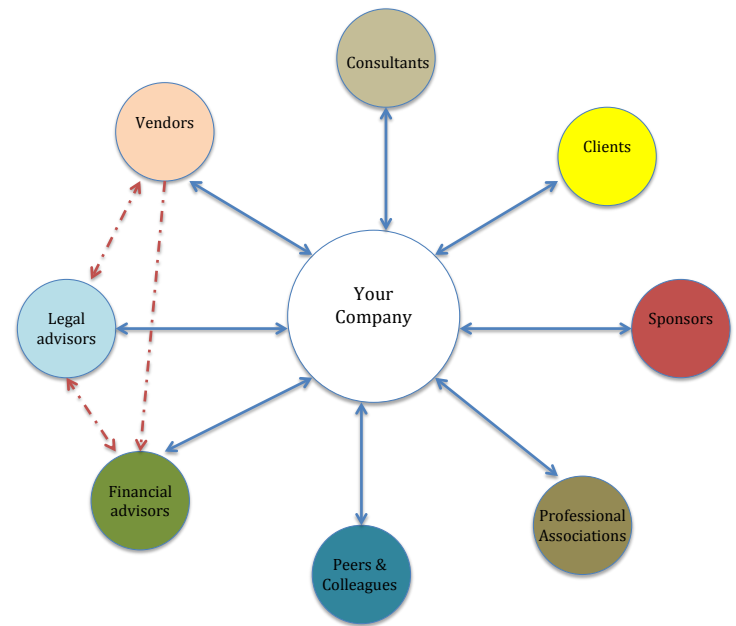 Consultants
Vendors
Clients
Your
Company
Legal
advisors
Sponsors
Financial
advisors
Professional
Associations
Peers &
Colleagues